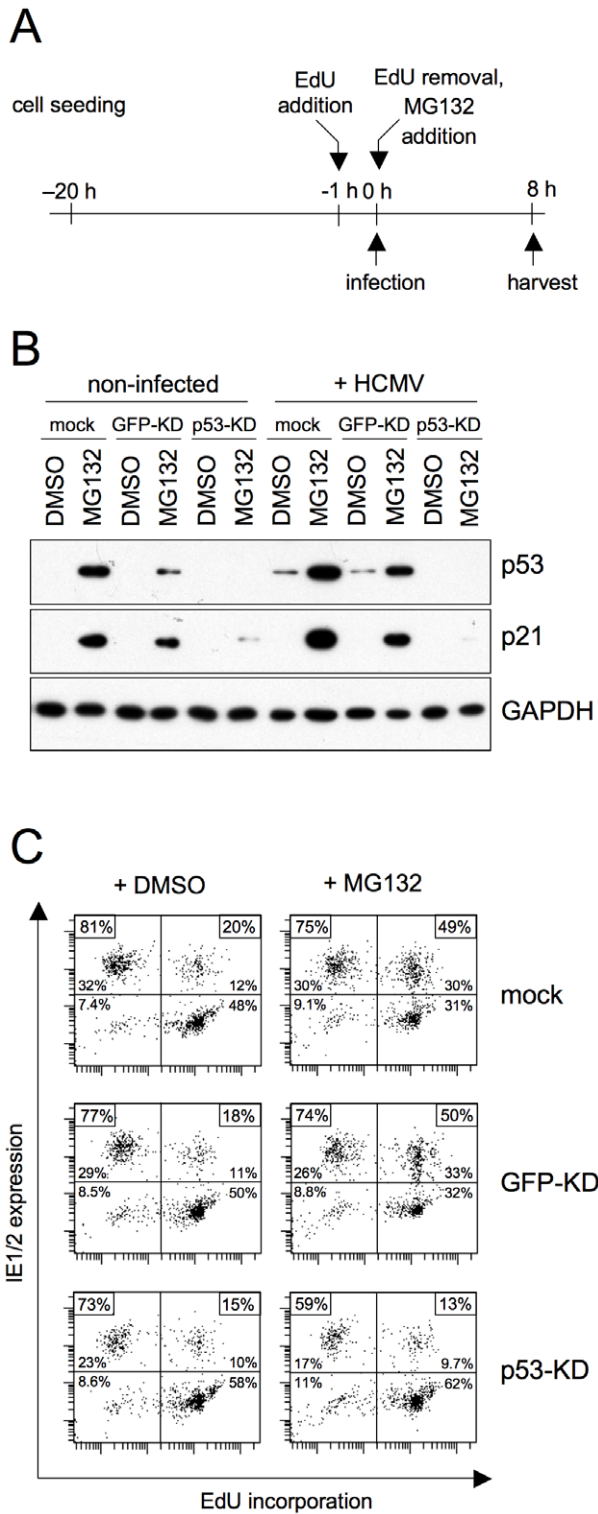 A
cell seeding
EdU
addition
EdU removal,
MG132
addition
–20 h
-1 h
0 h
8 h
infection
harvest
B
non-infected
+ HCMV
mock
GFP-KD
p53-KD
mock
GFP-KD
p53-KD
DMSO
MG132
DMSO
MG132
DMSO
MG132
DMSO
MG132
DMSO
MG132
DMSO
MG132
p53
p21
GAPDH
C
+ DMSO
+ MG132
81%
20%
32%
12%
7.4%
48%
75%
49%
30%
30%
9.1%
31%
mock
77%
18%
29%
11%
8.5%
50%
74%
50%
26%
33%
8.8%
32%
GFP-KD
73%
15%
23%
10%
8.6%
58%
59%
13%
17%
9.7%
11%
62%
p53-KD
IE1/2 expression
EdU incorporation